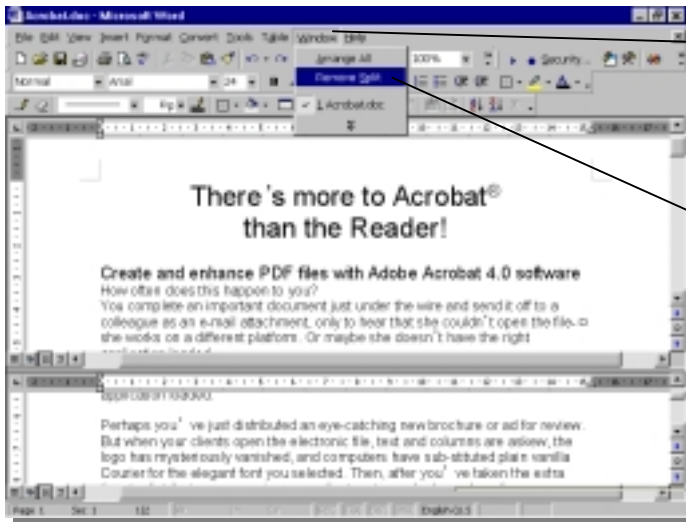 Acrobat.doc - Microsoft Word
File Edit View Insert Format Convert Tools Table Window Help
Arrange All
100%
Security...
Normal
Arial
24
B
Remove Split
1 Acrobat.doc
There's more to Acrobat®
than the Reader!
Create and enhance PDF files with Adobe Acrobat 4.0 software
How often does this happen to you?
You complete an important document just under the wire and send it off to a
colleague as an e-mail attachment, only to hear that she couldn't open the file-
she works on a different platform. Or maybe she doesn't have the right
application loaded.
application loaded.
Perhaps you' ve just distributed an eye-catching new brochure or ad for review.
But when your clients open the electronic file, text and columns are askew, the
logo has mysteriously vanished, and computers have sub-stituted plain vanilla
Courier for the elegant font you selected. Then, after you' ve taken the extra
Page 1 Sec 1 1/2 English (U.S